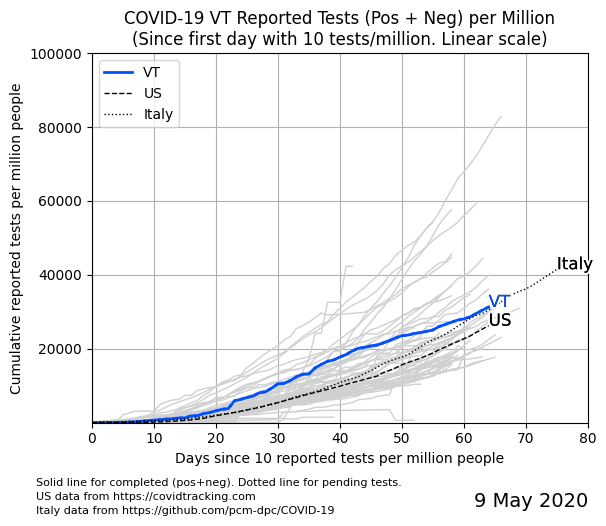 COVID-19 VT Reported Tests (Pos + Neg) per Million
(Since first day with 10 tests/million. Linear scale)
Cumulative reported tests per million people
100000
80000
60000
40000
20000
VT
US
Italy
Italy
VT
US
0 10 20 30 40 50 60 70 80
Days since 10 reported tests per million people
Solid line for completed (pos+neg). Dotted line for pending tests.
US data from https://covidtracking.com
Italy data from https://github.com/pcm-dpc/COVID-19
9 May 2020